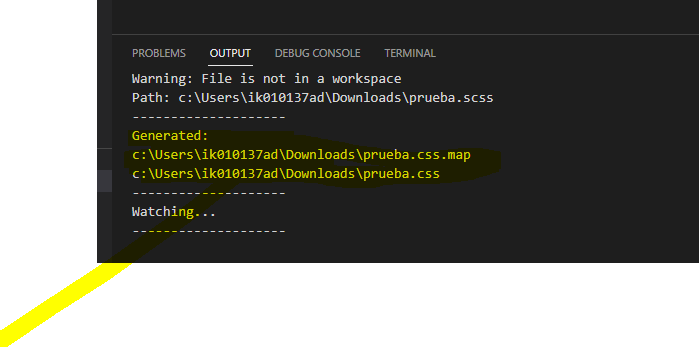 PROBLEMS OUTPUT DEBUG CONSOLE TERMINAL
Warning: File is not in a workspace
Path: c:\Users\ik010137ad\Downloads\prueba.scss
--------------------
Generated:
c:\Users\ik010137ad\Downloads\prueba.css.map
c:\Users\ik010137ad\Downloads\prueba.css
--------------------
Watching...
--------------------